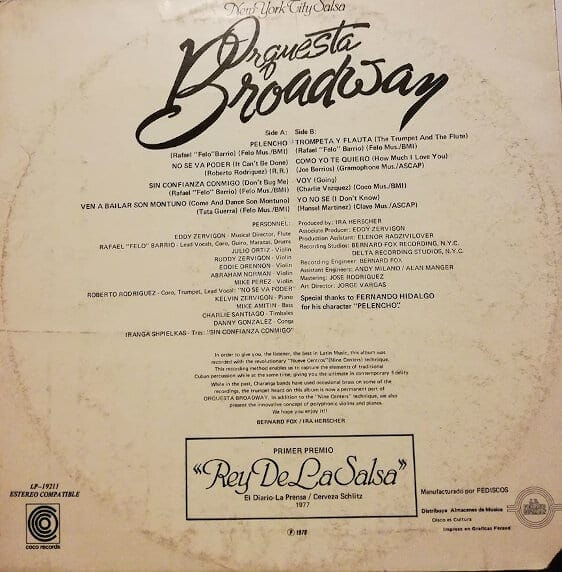 New York City Salsa
Orquesta
Broadway
Side A:
PELENCHO
(Rafael "Felo" Barrio) (Felo Mus./BMI)
NO SE VA PODER (It Can't Be Done)
(Roberto Rodriguez) (R.R.)
SIN CONFIANZA CONMIGO (Don't Bug Me)
(Rafael "Felo" Barrio) (Felo Mus./BMI)
VEN A BAILAR SON MONTUNO (Come And Dance Son Montuno)
(Tata Guerra) (Felo Mus./BMI)
Side B:
TROMPETA Y FLAUTA (The Trumpet And The Flute)
(Rafael "Felo" Barrio) (Felo Mus./BMI)
COMO YO TE QUIERO (How Much I Love You)
(Joe Berrios) (Gramophone Mus./ASCAP)
VOY (Going)
(Charlie Vazquez) (Coco Mus./BMI)
YO NO SE (I Don't Know)
(Hansel Martinez) (Clave Mus./ASCAP)
PERSONNEL:
EDDY ZERVIGON - Musical Director, Flute
RAFAEL "FELO" BARRIO - Lead Vocals, Coro, Guiro, Maracas, Drums
JULIO ORTIZ - Violin
RUDDY ZERVIGON - Violin
EDDIE DRENNON - Violin
ABRAHAM NORMAN - Violin
MIKE PEREZ - Violin
ROBERTO RODRIGUEZ - Coro, Trumpet, Lead Vocal: "NO SE VA PODER"
KELVIN ZERVIGON - Piano
MIKE AMITIN - Bass
CHARLIE SANTIAGO - Timbales
DANNY GONZALEZ - Conga
IRANGA SHPIELKAS - Tres: "SIN CONFIANZA CONMIGO"
Produced by: IRA HERSCHER
Associate Producer: EDDY ZERVIGON
Production Assistant: ELENOR RADZIVILOVER
Recording Studios: BERNARD FOX RECORDING, N.Y.C.
DELTA RECORDING STUDIOS, N.Y.C.
Recording Engineer: BERNARD FOX
Assistant Engineers: ANDY MILANO / ALAN MANGER
Mastering: JOSE RODRIGUEZ
Art Director: JORGE VARGAS
Special thanks to FERNANDO HIDALGO
for his character "PELENCHO".
In order to give you, the listener, the best in Latin Music, this album was
recorded with the revolutionary "Nueve Centros" (Nine Centers) technique.
This recording method enables us to capture the elements of traditional
Cuban percussion while at the same time, giving you the ultimate in contemporary fidelity.
While in the past, Charanga bands have used occasional brass on some of the
recordings, the trumpet heard on this album is now a permanent part of
ORQUESTA BROADWAY. In addition to the "Nine Centers" technique, we also
present the innovative concept of polyphonic violins and pianos.
We hope you enjoy it!
BERNARD FOX / IRA HERSCHER
PRIMER PREMIO
"Rey De La Salsa"
El Diario-La Prensa / Cerveza Schlitz
1977
LP-19211
ESTEREO COMPATIBLE
coco records
℗ 1978
Manufacturado por FEDISCOS
Distribuye Almacenes de Musica
Disco es Cultura
Impreso en Graficas Feraud